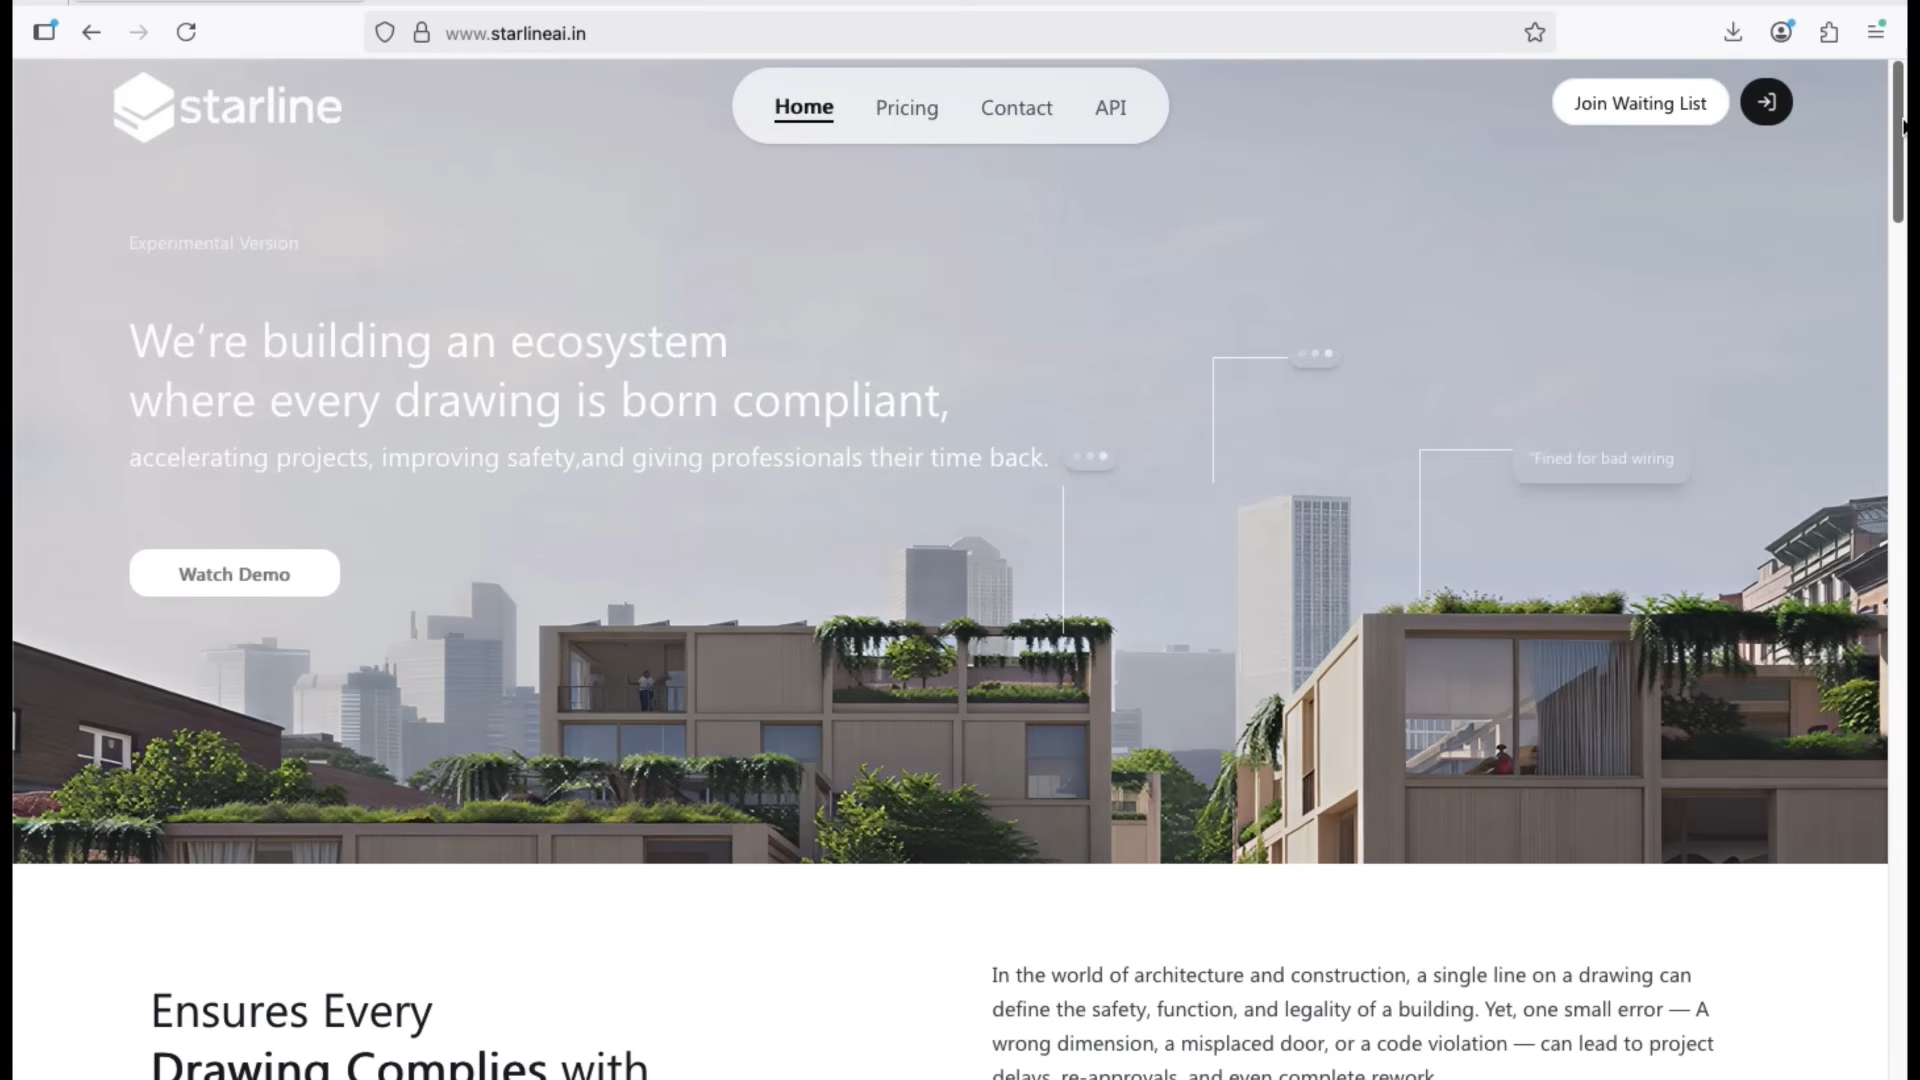 www.starlineai.in
starline
Home
Pricing
Contact
API
Join Waiting List
Experimental Version
We’re building an ecosystem
where every drawing is born compliant,
accelerating projects, improving safety,and giving professionals their time back.
"Fined for bad wiring
Watch Demo
Ensures Every
Drawing Complies with
In the world of architecture and construction, a single line on a drawing can
define the safety, function, and legality of a building. Yet, one small error — A
wrong dimension, a misplaced door, or a code violation — can lead to project
delays, re-approvals, and even complete rework.